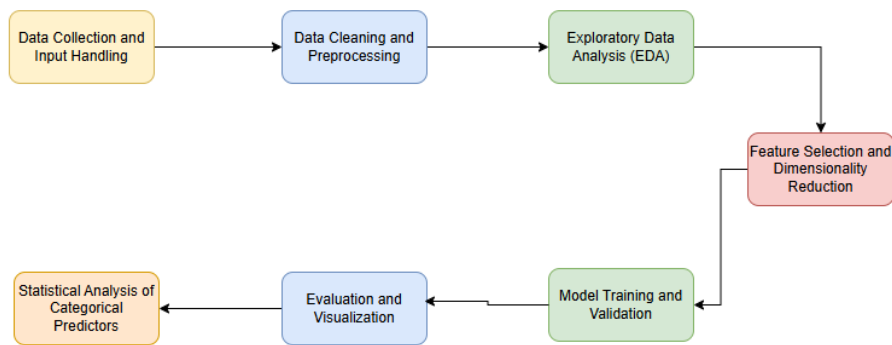 Data Collection and
Input Handling
Data Cleaning and
Preprocessing
Exploratory Data
Analysis (EDA)
Feature Selection and
Dimensionality
Reduction
Model Training and
Validation
Evaluation and
Visualization
Statistical Analysis of
Categorical
Predictors